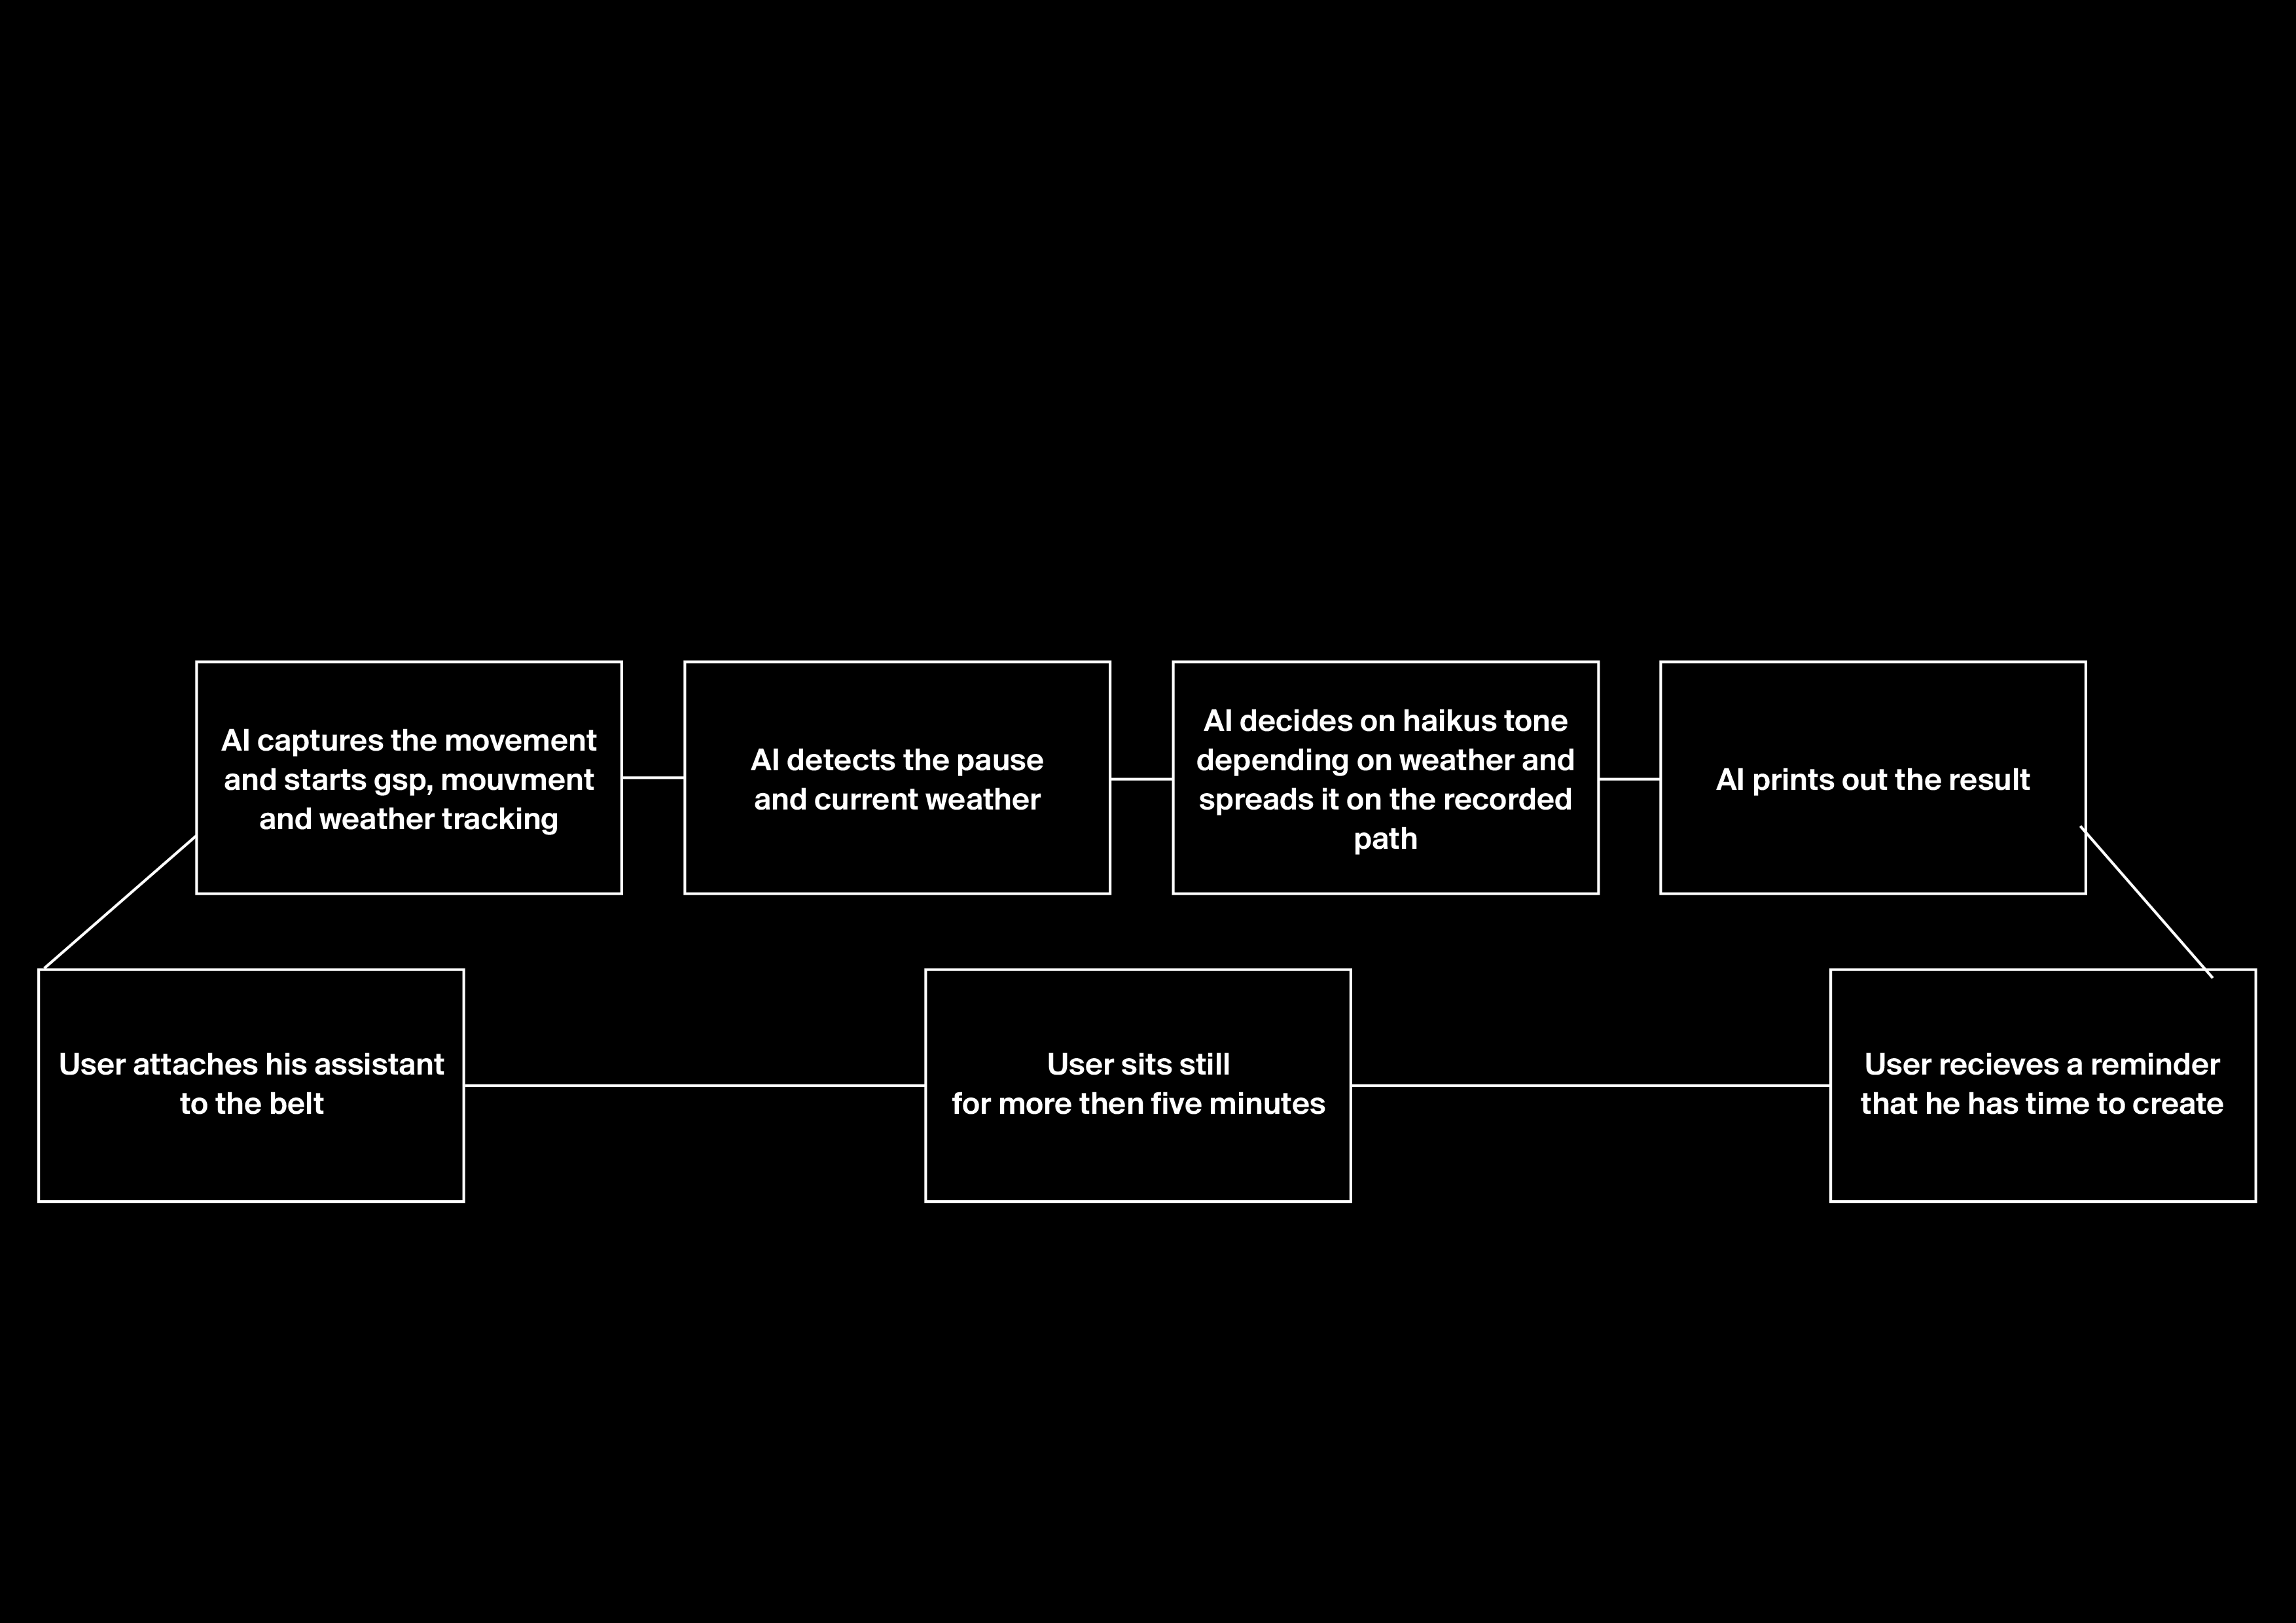 AI captures the movement
and starts gsp, mouvment
and weather tracking
AI detects the pause
and current weather
AI decides on haikus tone
depending on weather and
spreads it on the recorded
path
AI prints out the result
User attaches his assistant
to the belt
User sits still
for more then five minutes
User recieves a reminder
that he has time to create